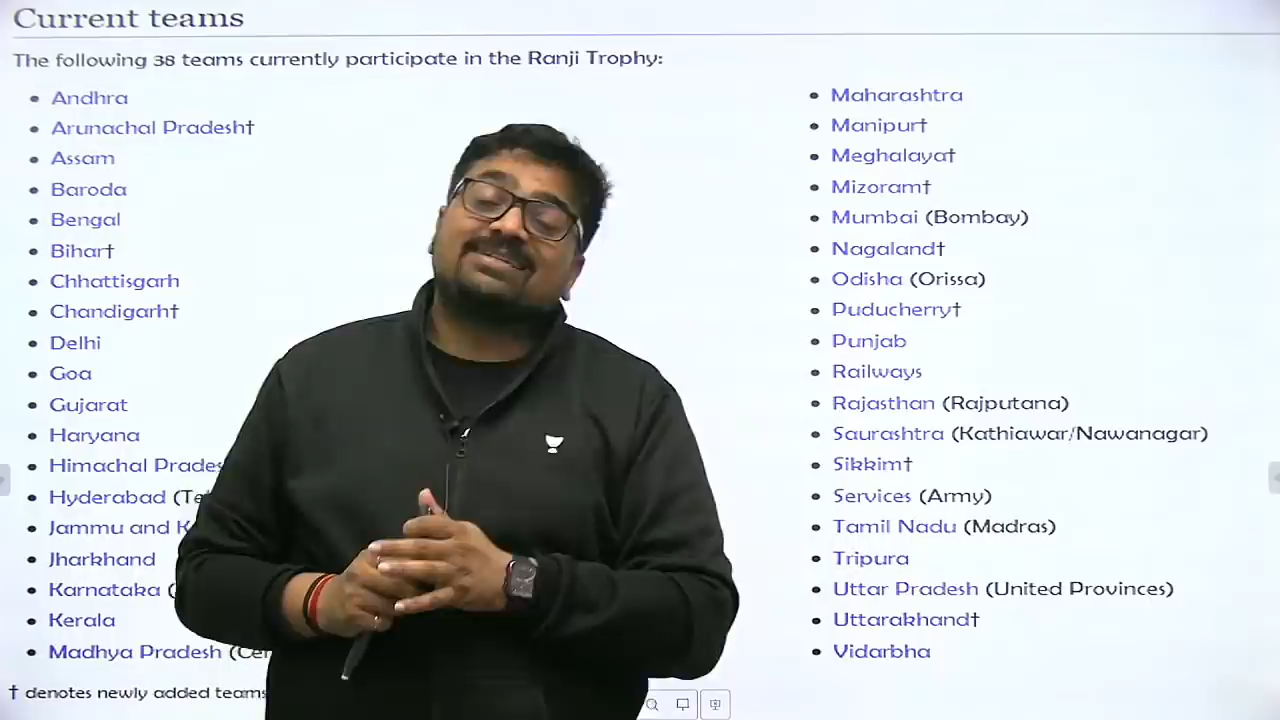 Current teams
The following 38 teams currently participate in the Ranji Trophy:
Andhra
Arunachal Pradesh†
Assam
Baroda
Bengal
Bihar†
Chhattisgarh
Chandigarh†
Delhi
Goa
Gujarat
Haryana
Himachal
Hyderabad
Jammu and
Jharkhand
Karnataka
Kerala
Madhya Pradesh
† denotes newly added teams
Maharashtra
Manipur†
Meghalaya†
Mizoram†
Mumbai (Bombay)
Nagaland†
Odisha (Orissa)
Puducherry†
Punjab
Railways
Rajasthan (Rajputana)
Saurashtra (Kathiawar/Nawanagar)
Sikkim†
Services (Army)
Tamil Nadu (Madras)
Tripura
Uttar Pradesh (United Provinces)
Uttarakhand†
Vidarbha